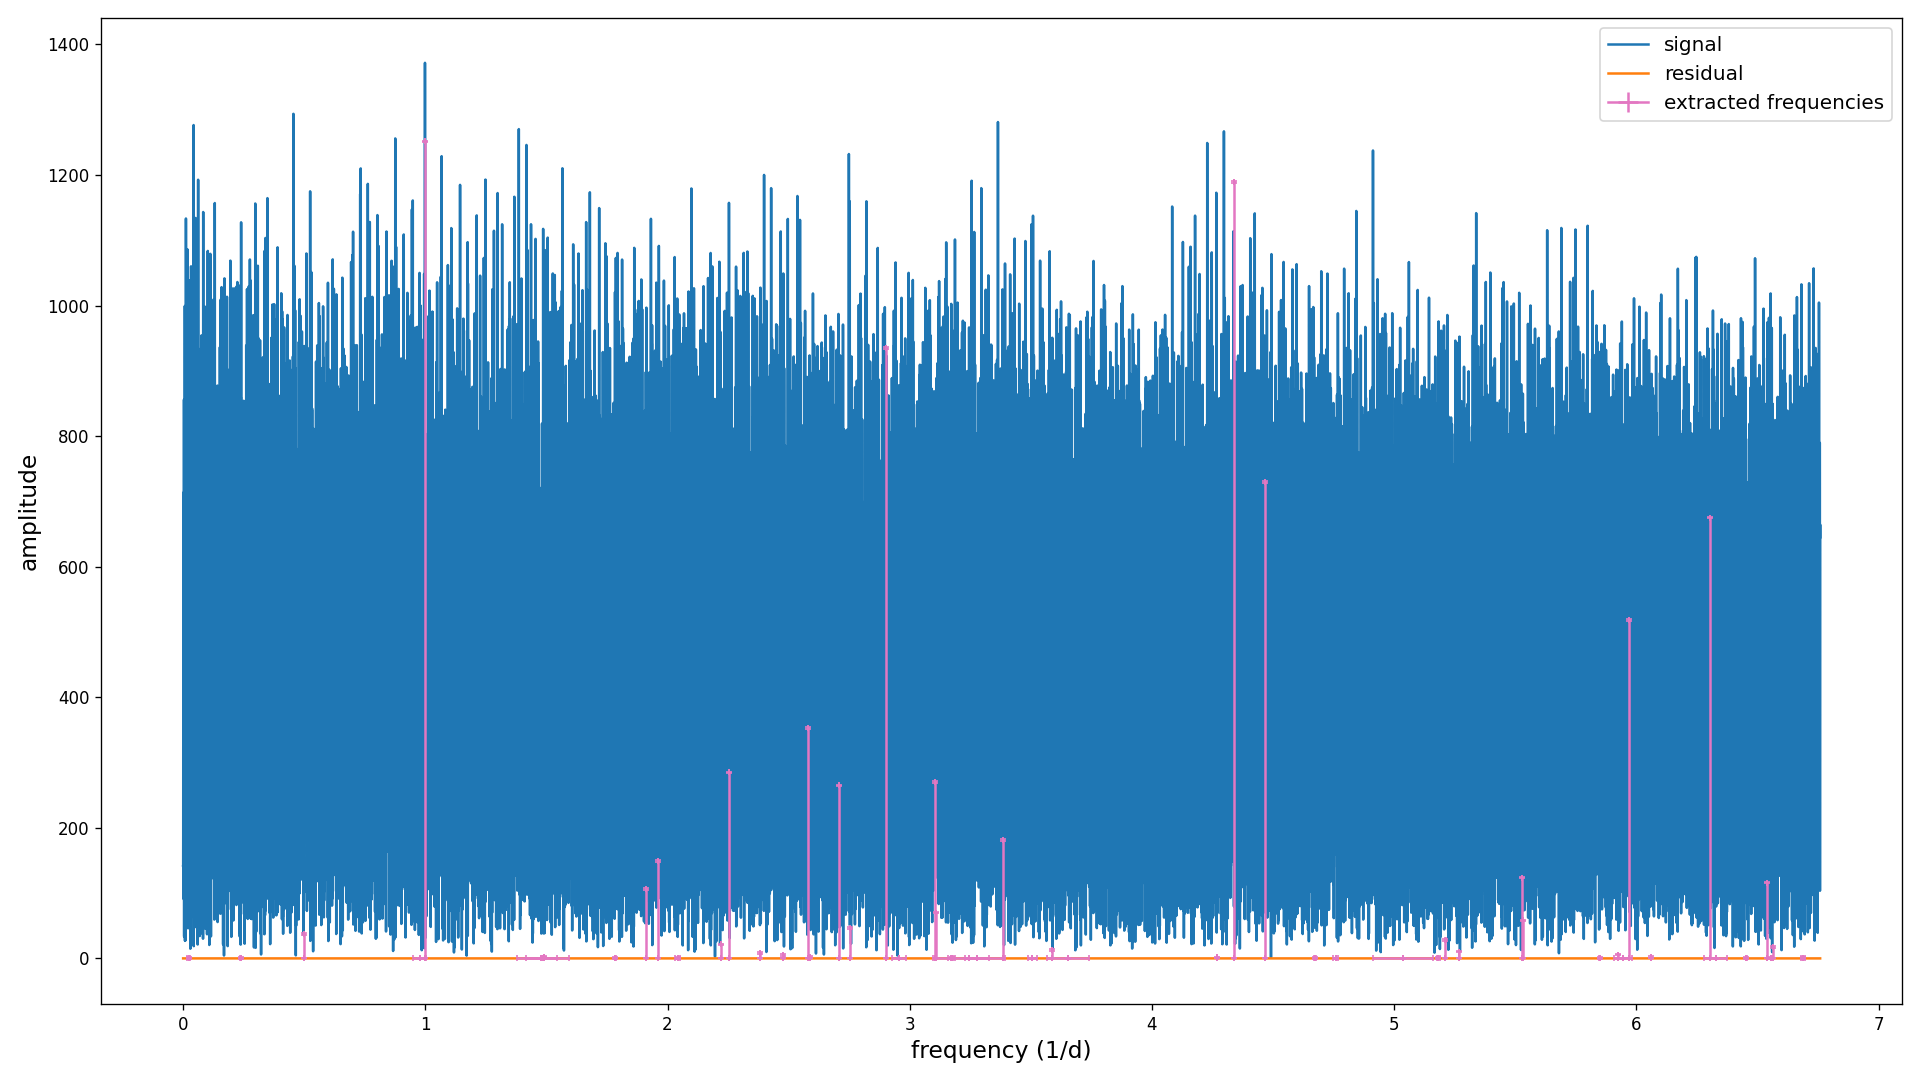 1400
1200
1000
800
600
400
200
0
amplitude
0 1 2 3 4 5 6 7
frequency (1/d)
signal
residual
extracted frequencies